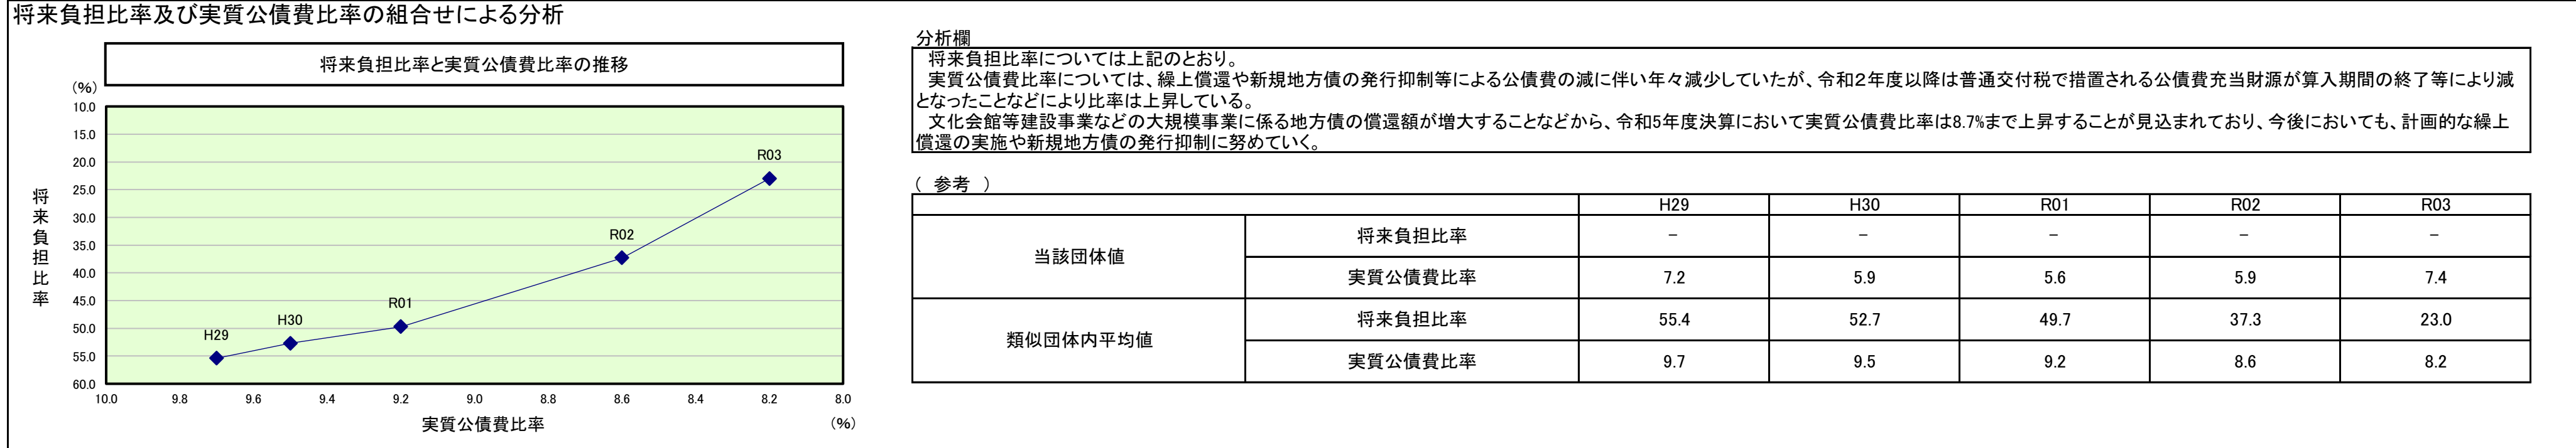 将来負担比率及び実質公債費比率の組合せによる分析
将来負担比率と実質公債費比率の推移
(%)
10.0
15.0
20.0
25.0
30.0
35.0
40.0
45.0
50.0
55.0
60.0
将来負担比率
H29
H30
R01
R02
R03
10.0 9.8 9.6 9.4 9.2 9.0 8.8 8.6 8.4 8.2 8.0
実質公債費比率
(%)
分析欄
将来負担比率については上記のとおり。
実質公債費比率については、繰上償還や新規地方債の発行抑制等による公債費の減に伴い年々減少していたが、令和２年度以降は普通交付税で措置される公債費充当財源が算入期間の終了等により減
となったことなどにより比率は上昇している。
文化会館等建設事業などの大規模事業に係る地方債の償還額が増大することなどから、令和5年度決算において実質公債費比率は8.7%まで上昇することが見込まれており、今後においても、計画的な繰上
償還の実施や新規地方債の発行抑制に努めていく。
( 参考 )
H29 H30 R01 R02 R03
当該団体値
将来負担比率 － － － － －
実質公債費比率 7.2 5.9 5.6 5.9 7.4
類似団体内平均値
将来負担比率 55.4 52.7 49.7 37.3 23.0
実質公債費比率 9.7 9.5 9.2 8.6 8.2